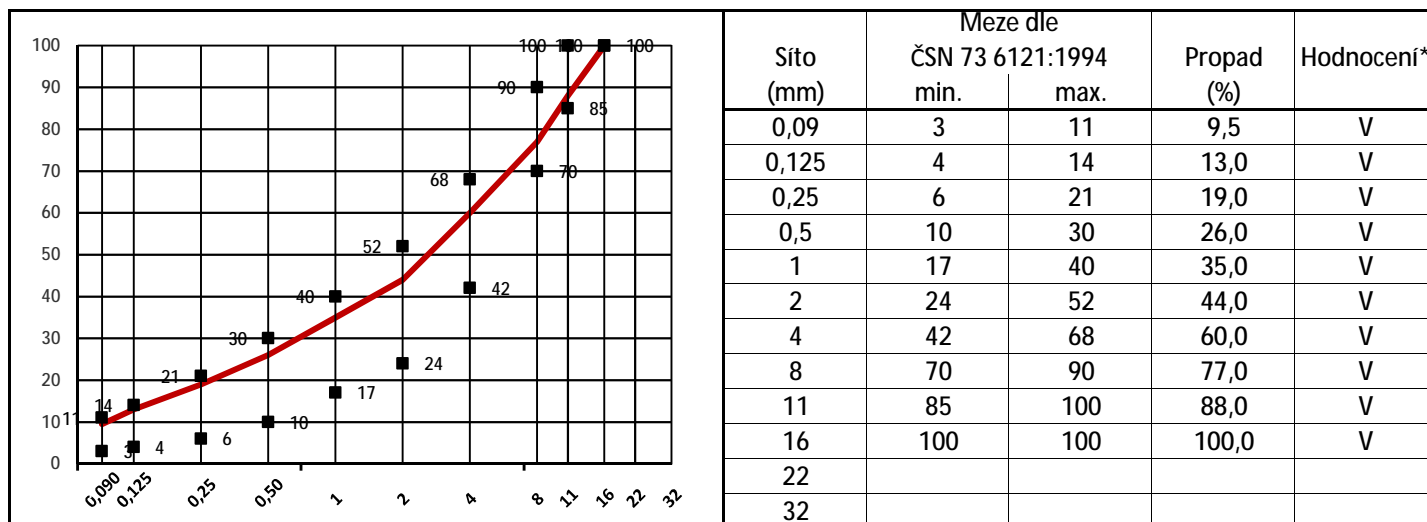 100
90
80
70
60
50
40
30
20
10
0
100 100 100
90
85
68
70
52
42
40
30
24
21
17
11 14
10
6
3 4
0,090 0,125 0,25 0,50 1 2 4 8 11 16 22 32
Meze dle
Síto ČSN 73 6121:1994 Propad Hodnocení*
(mm) min. max. (%)
0,09 3 11 9,5 V
0,125 4 14 13,0 V
0,25 6 21 19,0 V
0,5 10 30 26,0 V
1 17 40 35,0 V
2 24 52 44,0 V
4 42 68 60,0 V
8 70 90 77,0 V
11 85 100 88,0 V
16 100 100 100,0 V
22
32